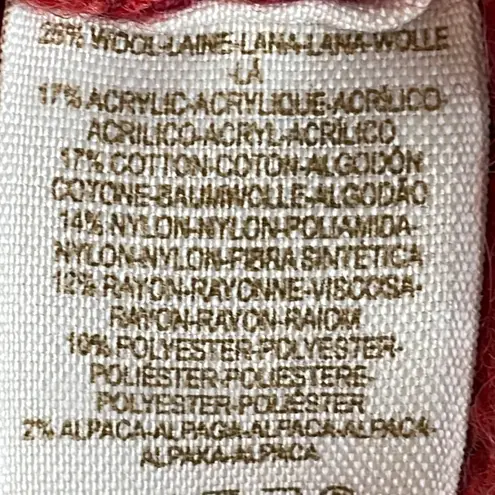 28% WOOL-LAINE-LANA-LANA-WOLLE
-LÃ
17% ACRYLIC-ACRYLIQUE-ACRÍLICO-
ACRILICO-ACRYL-ACRÍLICO
17% COTTON-COTON-ALGODÓN
COTONE-BAUMWOLLE-ALGODÃO
14% NYLON-NYLON-POLIAMIDA-
NYLON-NYLON-FIBRA SINTÉTICA
12% RAYON-RAYONNE-VISCOSA-
RAYON-RAYON-RAIOM
10% POLYESTER-POLYESTER-
POLIÉSTER-POLIESTERE-
POLYESTER-POLIÉSTER
2% ALPACA-ALPAGA-ALPACA-ALPACA-
ALPAKA-ALPACA